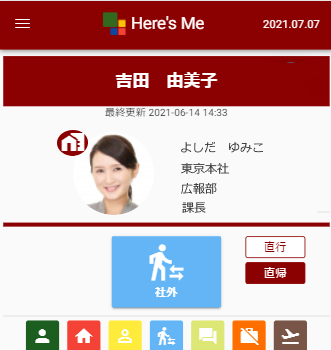 Here's Me
2021.07.07
吉田　由美子
最終更新 2021-06-14 14:33
よしだ　ゆみこ
東京本社
広報部
課長
社外
直行
直帰